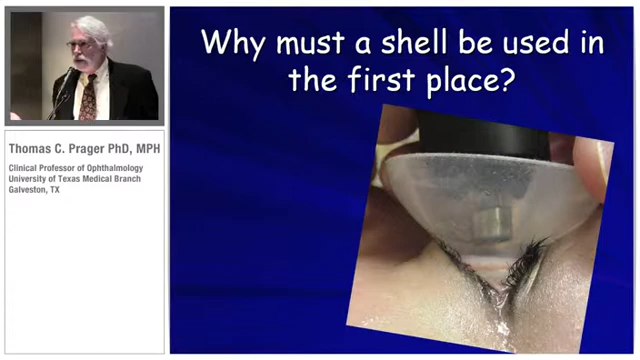 Why must a shell be used in
the first place?
Thomas C. Prager PhD, MPH
Clinical Professor of Ophthalmology
University of Texas Medical Branch
Galveston, TX